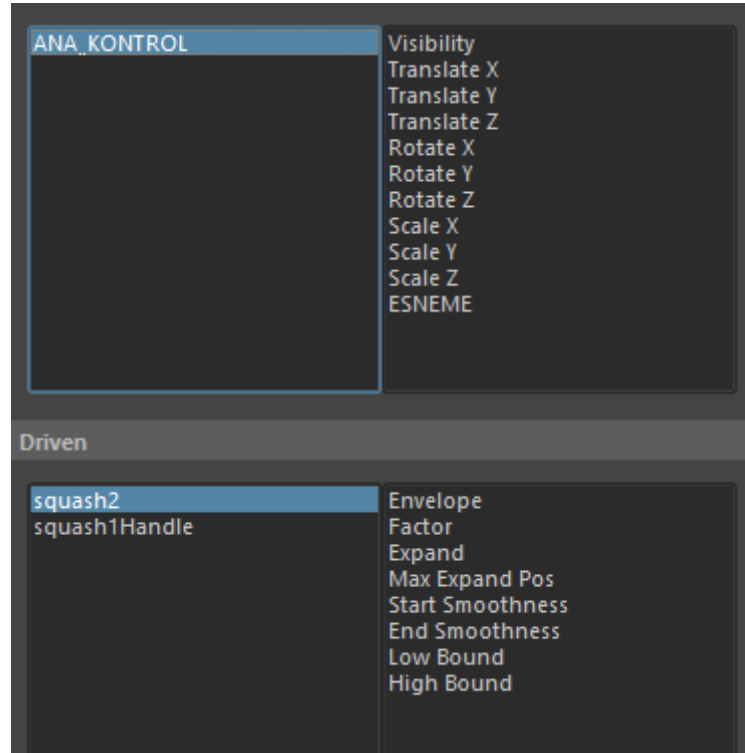 ANA_KONTROL
Visibility
Translate X
Translate Y
Translate Z
Rotate X
Rotate Y
Rotate Z
Scale X
Scale Y
Scale Z
ESNEME
Driven
squash2
squash1Handle
Envelope
Factor
Expand
Max Expand Pos
Start Smoothness
End Smoothness
Low Bound
High Bound